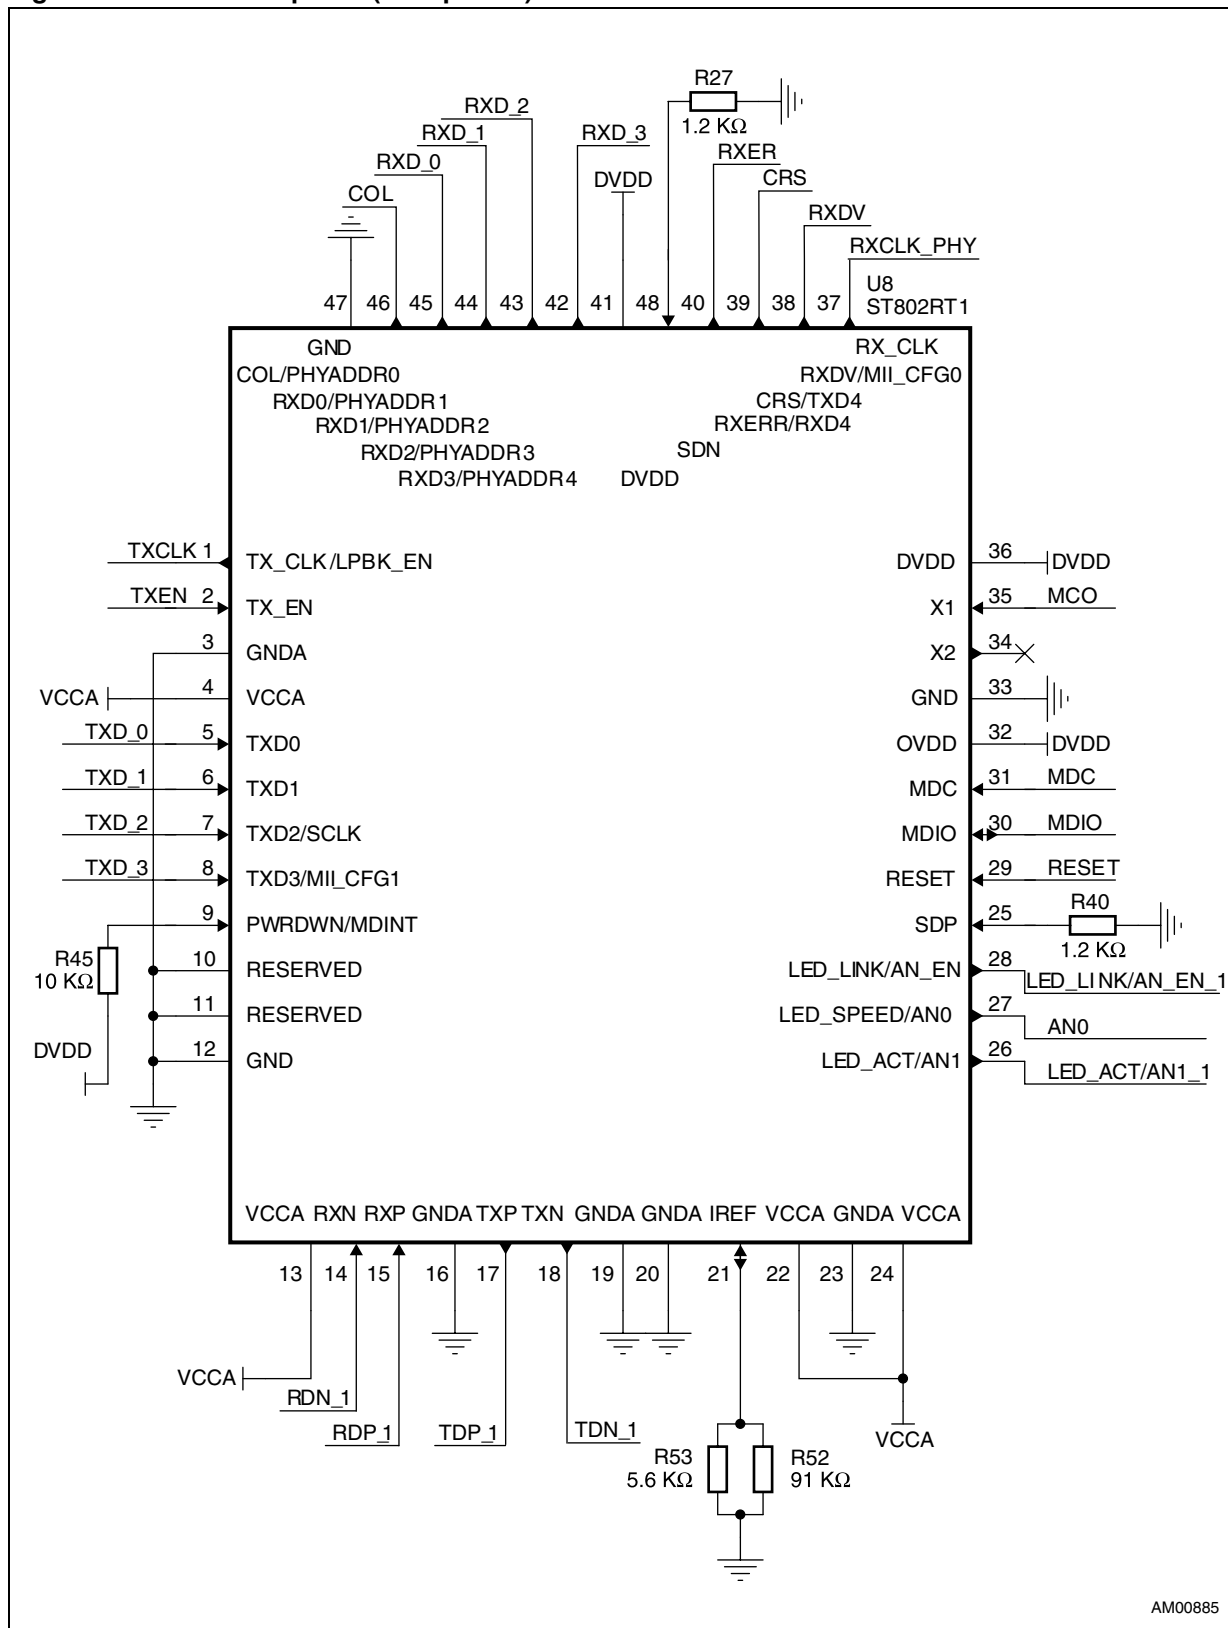 R27
1.2 KΩ
RXD_2
RXD_1
RXD_3
RXD_0
RXER
COL
DVDD
CRS
RXDV
RXCLK_PHY
U8
ST802RT1
47 46 45 44 43 42 41 48 40 39 38 37
GND
RX_CLK
COL/PHYADDR0
RXDV/MII_CFG0
RXD0/PHYADDR1
CRS/TXD4
RXD1/PHYADDR2
RXERR/RXD4
RXD2/PHYADDR3
SDN
RXD3/PHYADDR4
DVDD
TXCLK 1 TX_CLK/LPBK_EN
DVDD 36 DVDD
TXEN 2 TX_EN
X1 35 MCO
3 GNDA
X2 34
VCCA 4 VCCA
GND 33
TXD_0 5 TXD0
OVDD 32 DVDD
TXD_1 6 TXD1
MDC 31 MDC
TXD_2 7 TXD2/SCLK
MDIO 30 MDIO
TXD_3 8 TXD3/MII_CFG1
RESET 29 RESET
9 PWRDWN/MDINT
SDP 25
R40
1.2 KΩ
R45
10 KΩ
10 RESERVED
LED_LINK/AN_EN 28
LED_LINK/AN_EN_1
11 RESERVED
LED_SPEED/AN0 27
AN0
DVDD
12 GND
LED_ACT/AN1 26
LED_ACT/AN1_1
VCCA RXN RXP GNDA TXP TXN GNDA GNDA IREF VCCA GNDA VCCA
13 14 15 16 17 18 19 20 21 22 23 24
VCCA
RDN_1
RDP_1
TDP_1
TDN_1
VCCA
R53
5.6 KΩ
R52
91 KΩ
AM00885